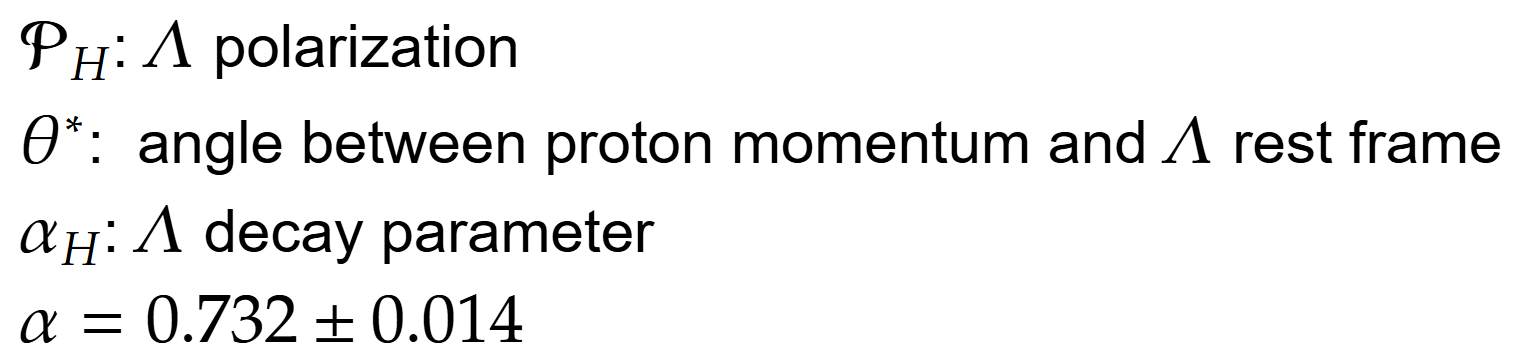 𝒫_H: Λ polarization
θ*: angle between proton momentum and Λ rest frame
α_H: Λ decay parameter
α = 0.732 ± 0.014